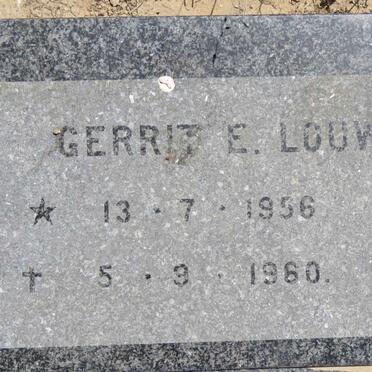 GERRIT E. LOUW
★ 13 · 7 · 1956
✝ 5 · 9 · 1960.